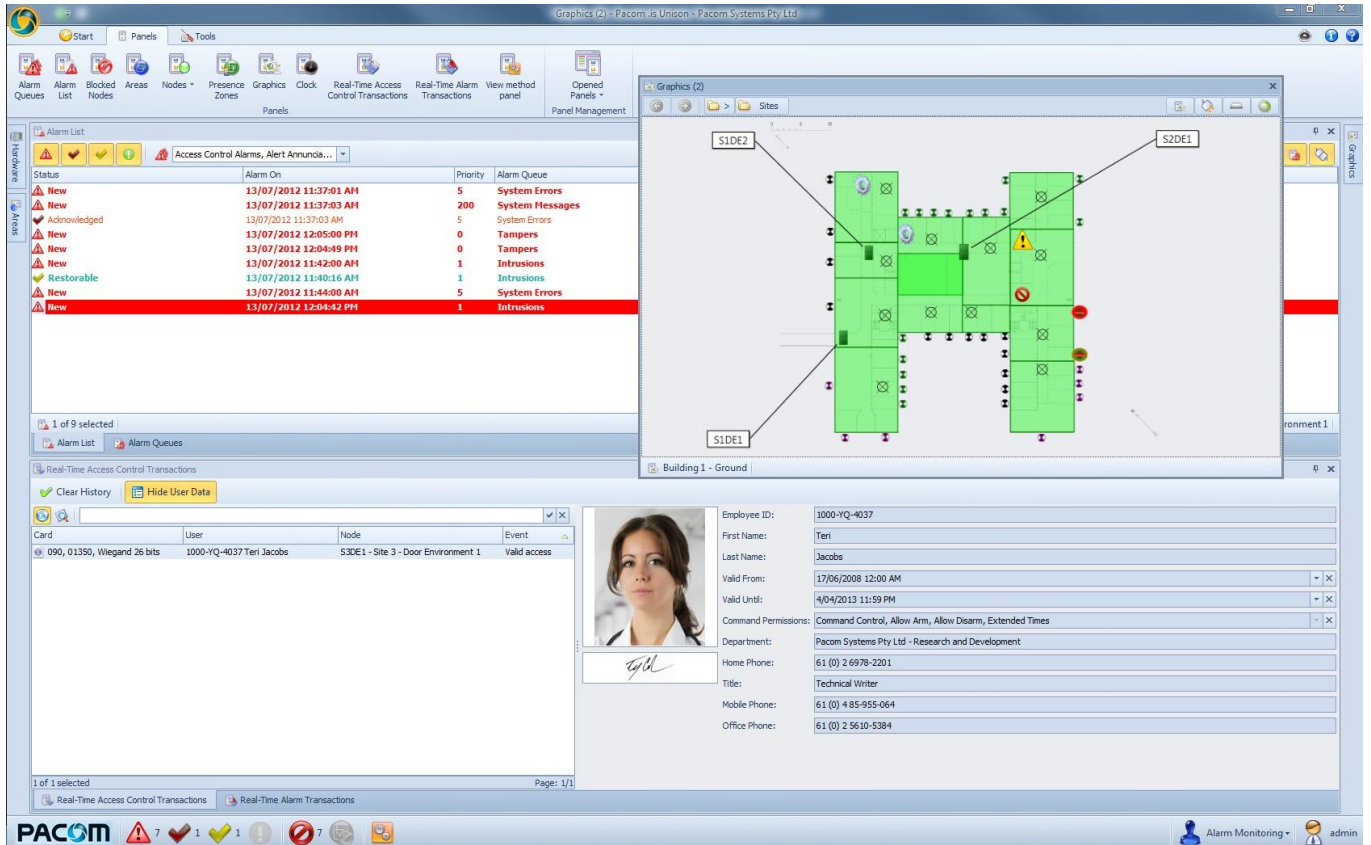 Graphics (2) - Pacom .is Unison - Pacom Systems Pty Ltd
Start Panels Tools
Alarm Queues
Alarm List
Blocked Nodes
Areas
Nodes
Presence Zones
Graphics
Clock
Real-Time Access Control Transactions
Real-Time Alarm Transactions
View method panel
Opened Panels
Panels
Panel Management
Hardware
Areas
Graphics
Alarm List
Access Control Alarms, Alert Annuncia...
Status Alarm On Priority Alarm Queue
New 13/07/2012 11:37:01 AM 5 System Errors
New 13/07/2012 11:37:03 AM 200 System Messages
Acknowledged 13/07/2012 11:37:03 AM 5 System Errors
New 13/07/2012 12:05:00 PM 0 Tampers
New 13/07/2012 12:04:49 PM 0 Tampers
New 13/07/2012 11:42:00 AM 1 Intrusions
Restorable 13/07/2012 11:40:16 AM 1 Intrusions
New 13/07/2012 11:44:00 AM 5 System Errors
New 13/07/2012 12:04:42 PM 1 Intrusions
1 of 9 selected
ronment 1
Alarm List Alarm Queues
Graphics (2)
> Sites
S1DE2
S2DE1
S1DE1
Building 1 - Ground
Real-Time Access Control Transactions
Clear History Hide User Data
Card User Node Event
090, 01350, Wiegand 26 bits 1000-YQ-4037 Teri Jacobs S3DE1 - Site 3 - Door Environment 1 Valid access
1 of 1 selected Page: 1/1
Employee ID: 1000-YQ-4037
First Name: Teri
Last Name: Jacobs
Valid From: 17/06/2008 12:00 AM
Valid Until: 4/04/2013 11:59 PM
Command Permissions: Command Control, Allow Arm, Allow Disarm, Extended Times
Department: Pacom Systems Pty Ltd - Research and Development
Home Phone: 61 (0) 2 6978-2201
Title: Technical Writer
Mobile Phone: 61 (0) 4 85-955-064
Office Phone: 61 (0) 2 5610-5384
Real-Time Access Control Transactions Real-Time Alarm Transactions
PACOM 7 1 1 7 Alarm Monitoring admin